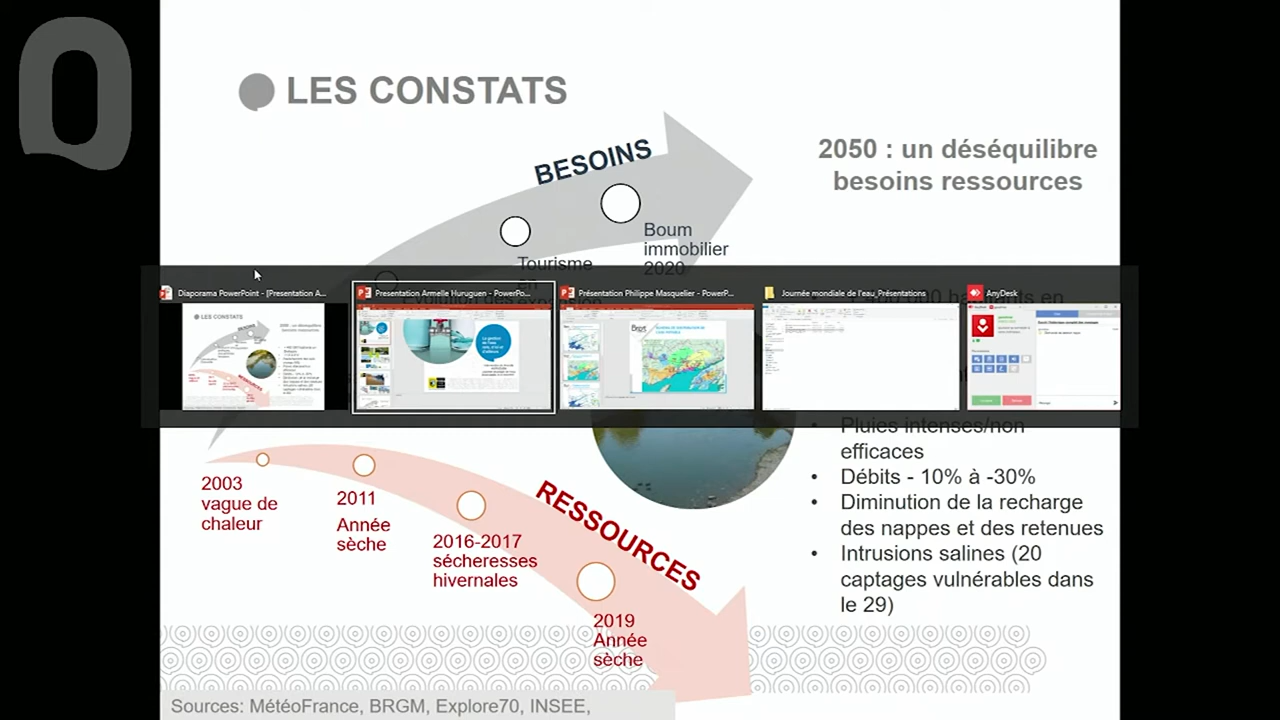 LES CONSTATS
BESOINS
2050 : un déséquilibre
besoins ressources
Boum
immobilier
2020
Tourisme
Diaporama PowerPoint - [Presentation A...
Presentation Armelle Huruguen - PowerPo...
Présentation Philippe Masquelier - PowerP...
Journée mondiale de l'eau_Présentations
AnyDesk
LES CONSTATS
• Pluies intenses/non
efficaces
• Débits - 10% à -30%
• Diminution de la recharge
des nappes et des retenues
• Intrusions salines (20
captages vulnérables dans
le 29)
RESSOURCES
2003
vague de
chaleur
2011
Année
sèche
2016-2017
sécheresses
hivernales
2019
Année
sèche
Sources: MétéoFrance, BRGM, Explore70, INSEE,